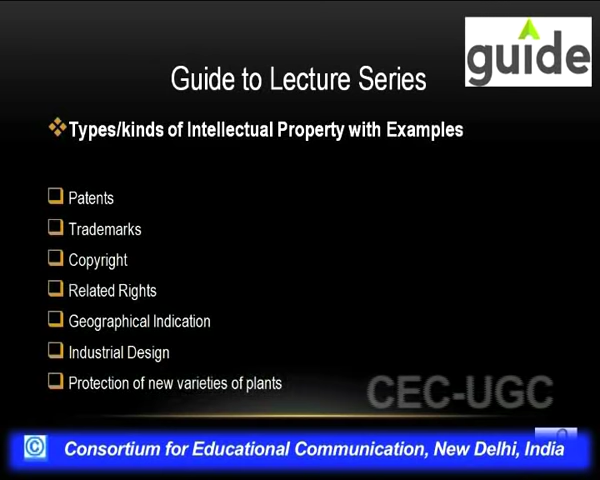 guide
Guide to Lecture Series
Types/kinds of Intellectual Property with Examples
Patents
Trademarks
Copyright
Related Rights
Geographical Indication
Industrial Design
Protection of new varieties of plants
CEC-UGC
© Consortium for Educational Communication, New Delhi, India